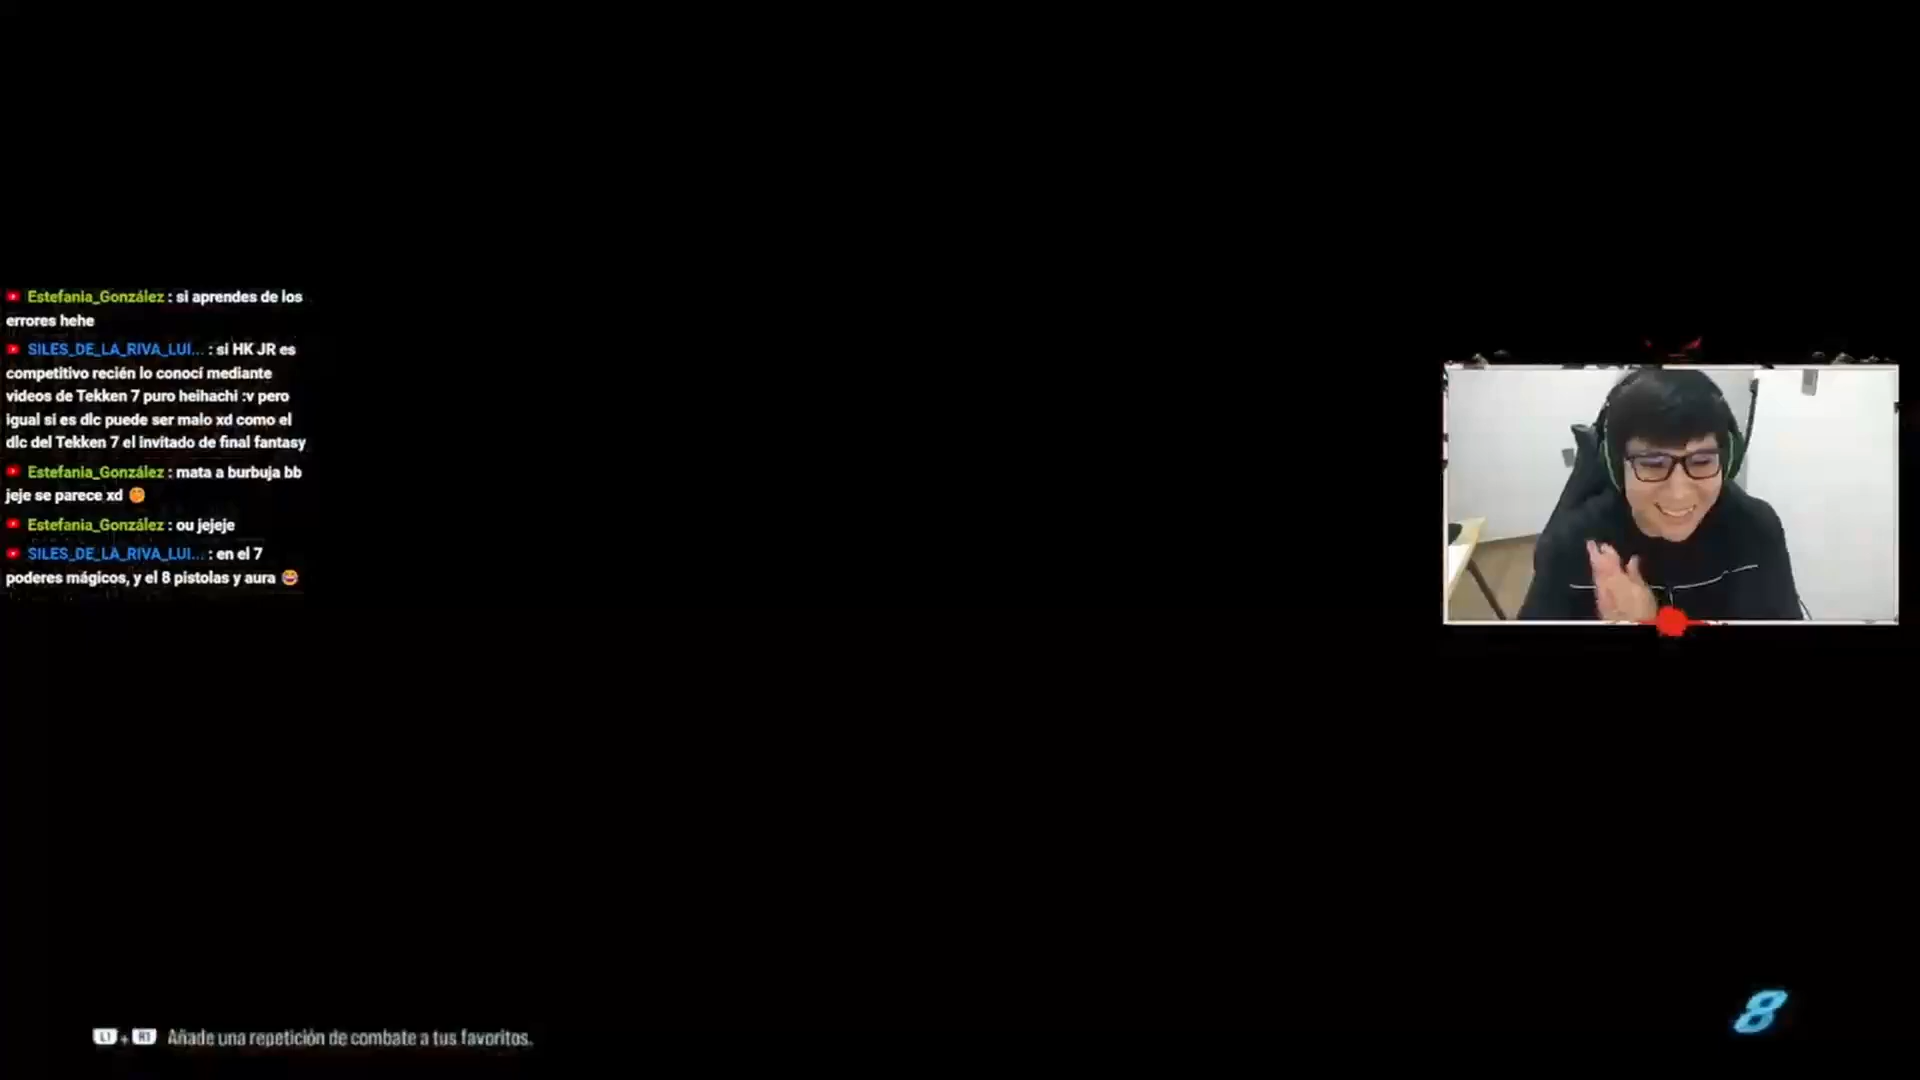 Estefania_González : si aprendes de los
errores hehe
SILES_DE_LA_RIVA_LUI... : si HK JR es
competitivo recién lo conocí mediante
videos de Tekken 7 puro heihachi :v pero
igual si es dlc puede ser malo xd como el
dlc del Tekken 7 el invitado de final fantasy
Estefania_González : mata a burbuja bb
jeje se parece xd
Estefania_González : ou jejeje
SILES_DE_LA_RIVA_LUI... : en el 7
poderes mágicos, y el 8 pistolas y aura
8
L1 + R1 Añade una repetición de combate a tus favoritos.